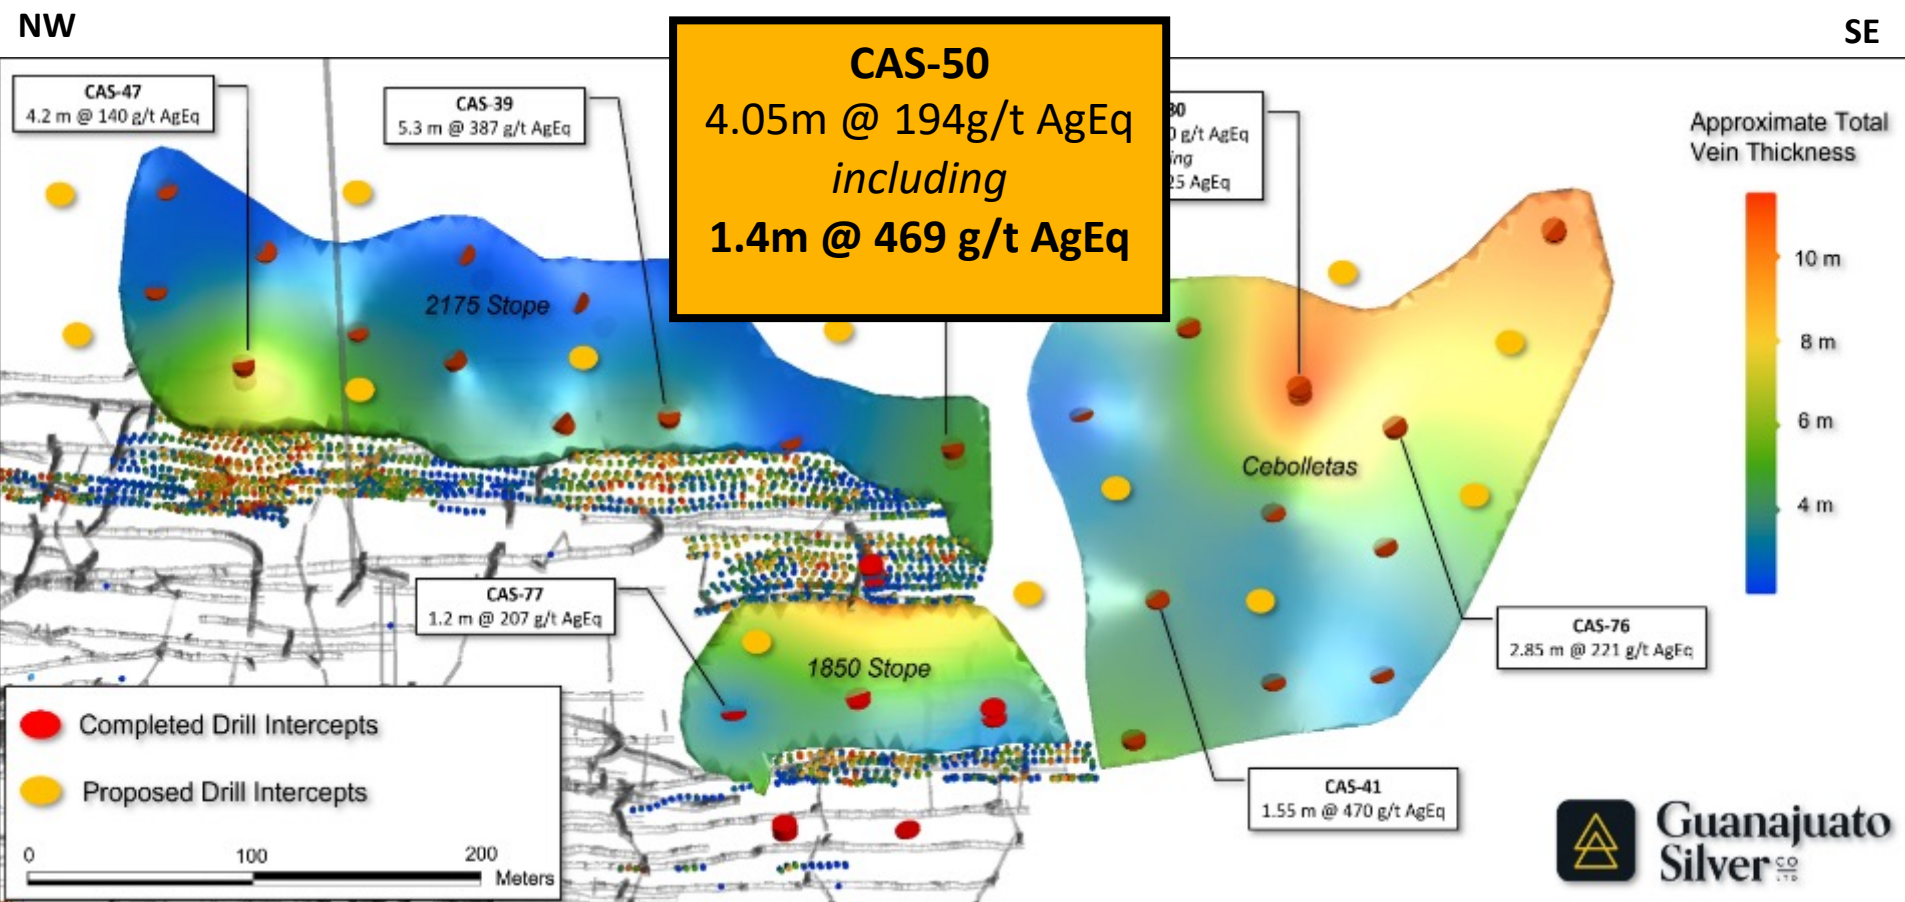 NW
SE
CAS-50
4.05m @ 194g/t AgEq
including
1.4m @ 469 g/t AgEq
CAS-47
4.2 m @ 140 g/t AgEq
CAS-39
5.3 m @ 387 g/t AgEq
g/t AgEq
AgEq
Approximate Total
Vein Thickness
10 m
8 m
6 m
4 m
2175 Stope
Cebolletas
CAS-77
1.2 m @ 207 g/t AgEq
1850 Stope
CAS-76
2.85 m @ 221 g/t AgEq
CAS-41
1.55 m @ 470 g/t AgEq
Completed Drill Intercepts
Proposed Drill Intercepts
0 100 200
Meters
Guanajuato
Silver CO
LTD